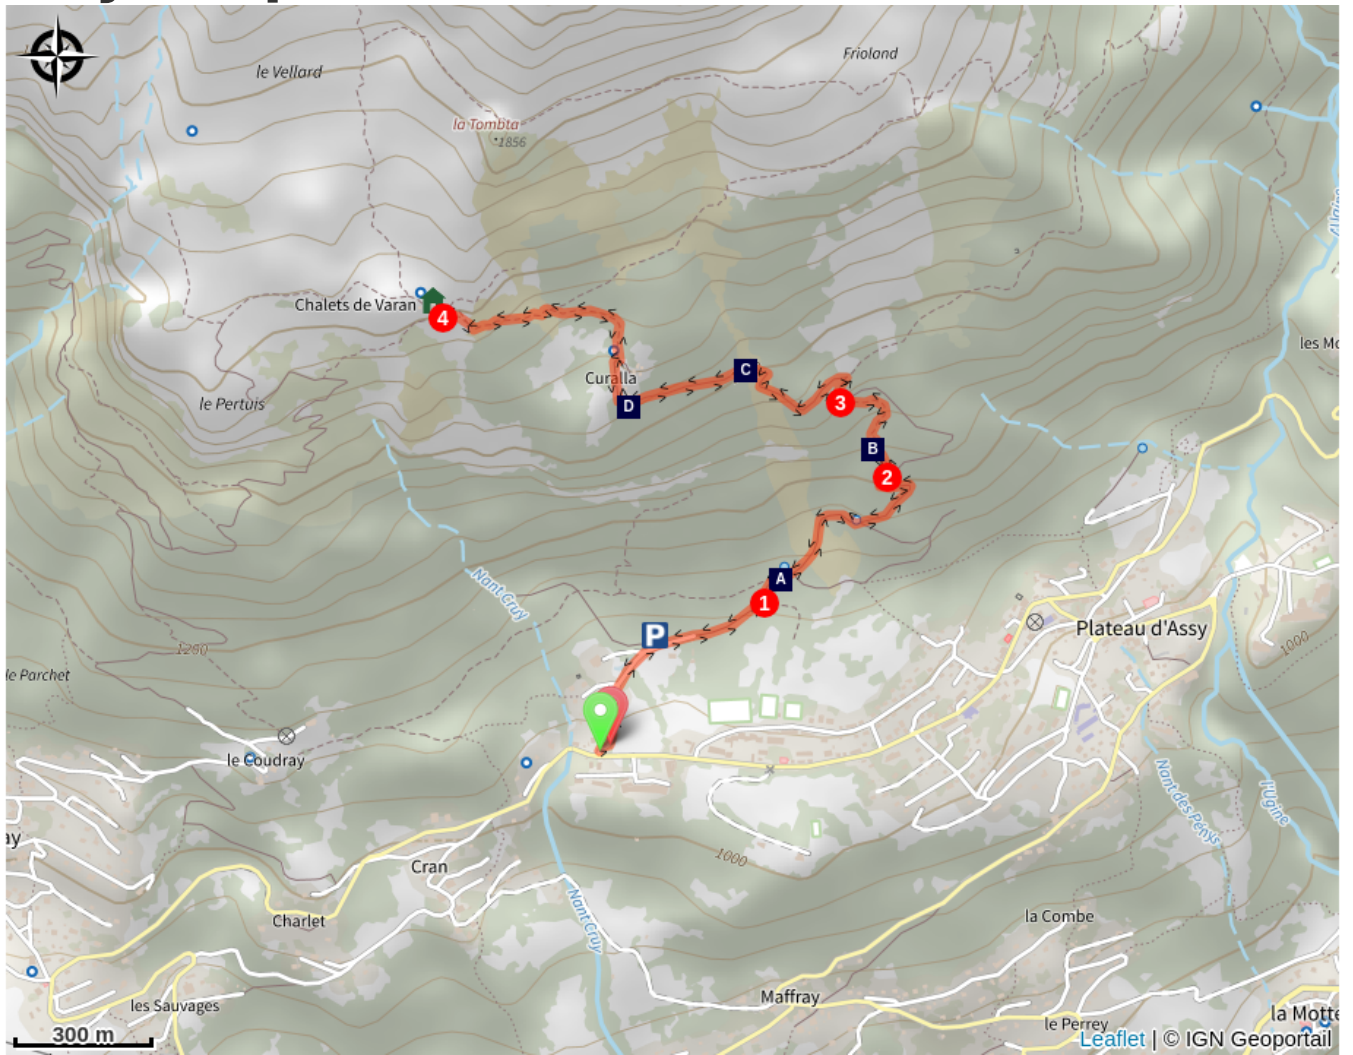 le Vellard
Frioland
la Tombta
1856
Chalets de Varan
4
les Mo
Curalla
C
le Pertuis
D
3
B
2
Nant Cruy
A
1
P
Plateau d'Assy
1000
1250
le Parchet
le Coudray
Nant des Penys
l'Ugine
ay
1000
Cran
Charlet
Nant Cruy
la Combe
Maffray
les Sauvages
la Motte
le Perrey
300 m
Leaflet | © IGN Geoportail